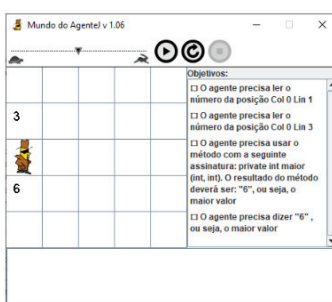 Mundo do Agentel v 1.06
Objetivos:
O agente precisa ler o
número da posição Col 0 Lin 1
O agente precisa ler o
número da posição Col 0 Lin 3
O agente precisa usar o
método com a seguinte
assinatura: private int maior
(int, int). O resultado do método
deverá ser: "6", ou seja, o
maior valor
O agente precisa dizer "6" ,
ou seja, o maior valor
3
6